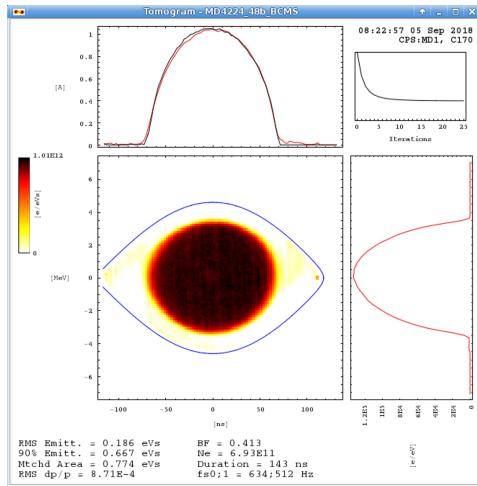 Tomogram - MD4224_48b_BCMS
08:22:57 05 Sep 2018
CPS:MD1, C170
1
0.8
0.6
0.4
0.2
0
[A]
0 5 10 15 20 25
Iterations
1.01E12
[e/eVs]
0
6
4
2
0
-2
-4
-6
[MeV]
-100 -50 0 50 100
[ns]
1.2E5 1E5 8E4 6E4 4E4 2E4 0
[e/eV]
RMS Emitt. = 0.186 eVs BF = 0.413
90% Emitt. = 0.667 eVs Ne = 6.93E11
Mtchd Area = 0.774 eVs Duration = 143 ns
RMS dp/p = 8.71E-4 fs0;1 = 634;512 Hz